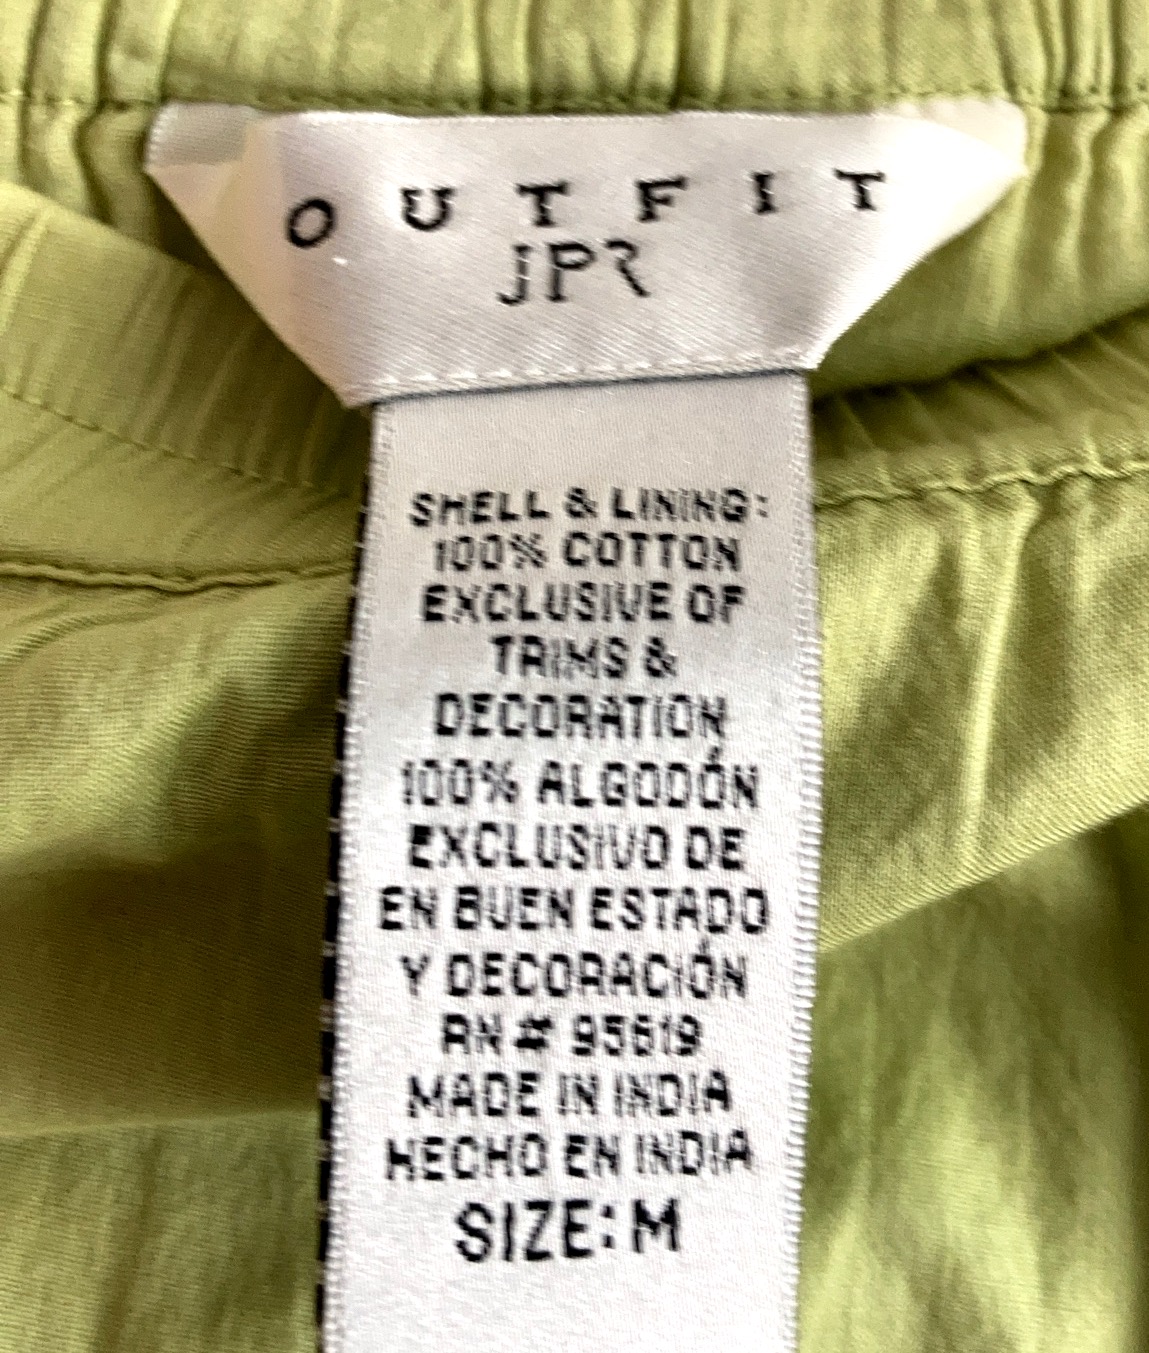 OUTFIT
JPR
SHELL & LINING:
100% COTTON
EXCLUSIVE OF
TRIMS &
DECORATION
100% ALGODÓN
EXCLUSIVO DE
EN BUEN ESTADO
Y DECORACIÓN
RN # 95619
MADE IN INDIA
HECHO EN INDIA
SIZE: M